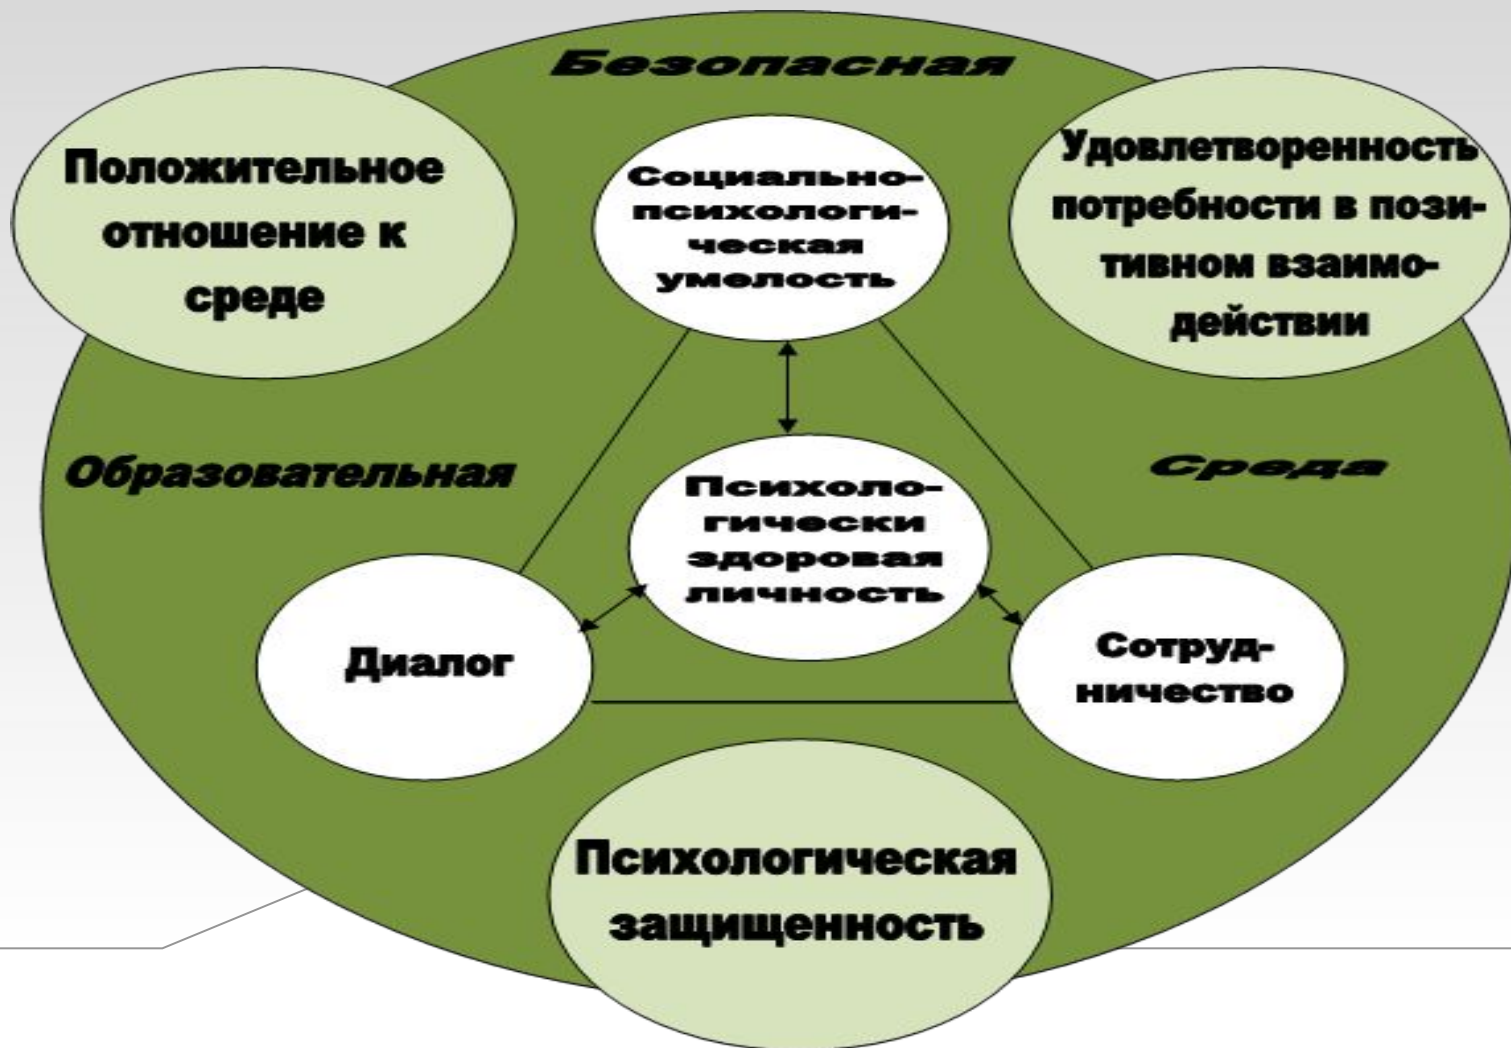 Безопасная
Положительное
отношение к
среде
Социально-
психологи-
ческая
умелость
Удовлетворенность
потребности в пози-
тивном взаимо-
действии
Образовательная
Среда
Психоло-
гически
здоровая
личность
Диалог
Сотруд-
ничество
Психологическая
защищенность